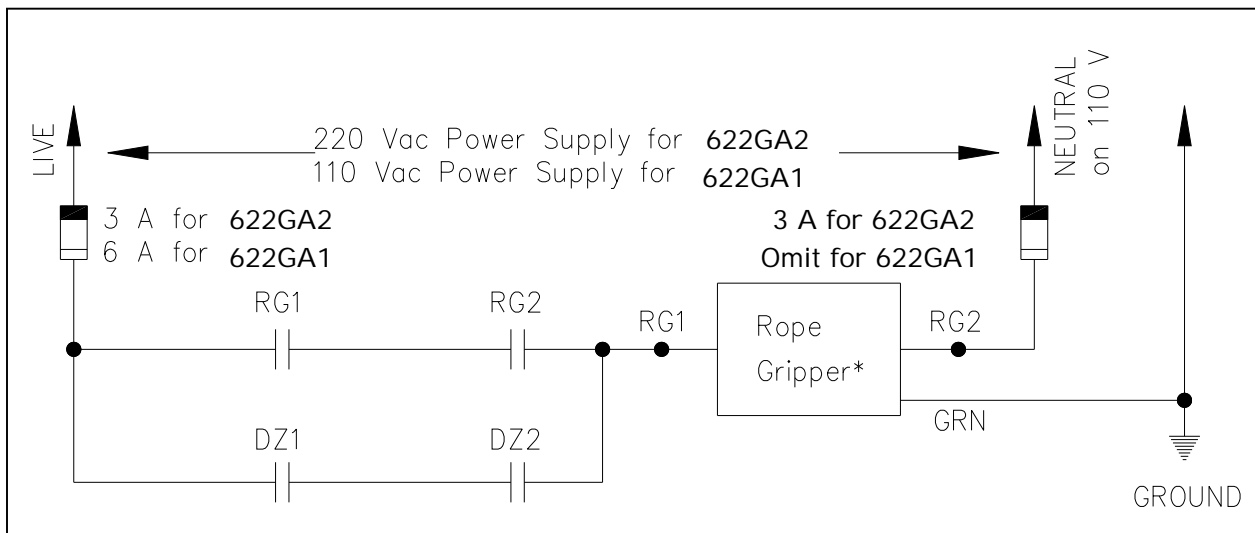 LIVE
220 Vac Power Supply for 622GA2
110 Vac Power Supply for 622GA1
NEUTRAL
on 110 V
3 A for 622GA2
6 A for 622GA1
3 A for 622GA2
Omit for 622GA1
RG1
RG2
RG1
Rope
Gripper*
RG2
GRN
DZ1
DZ2
GROUND